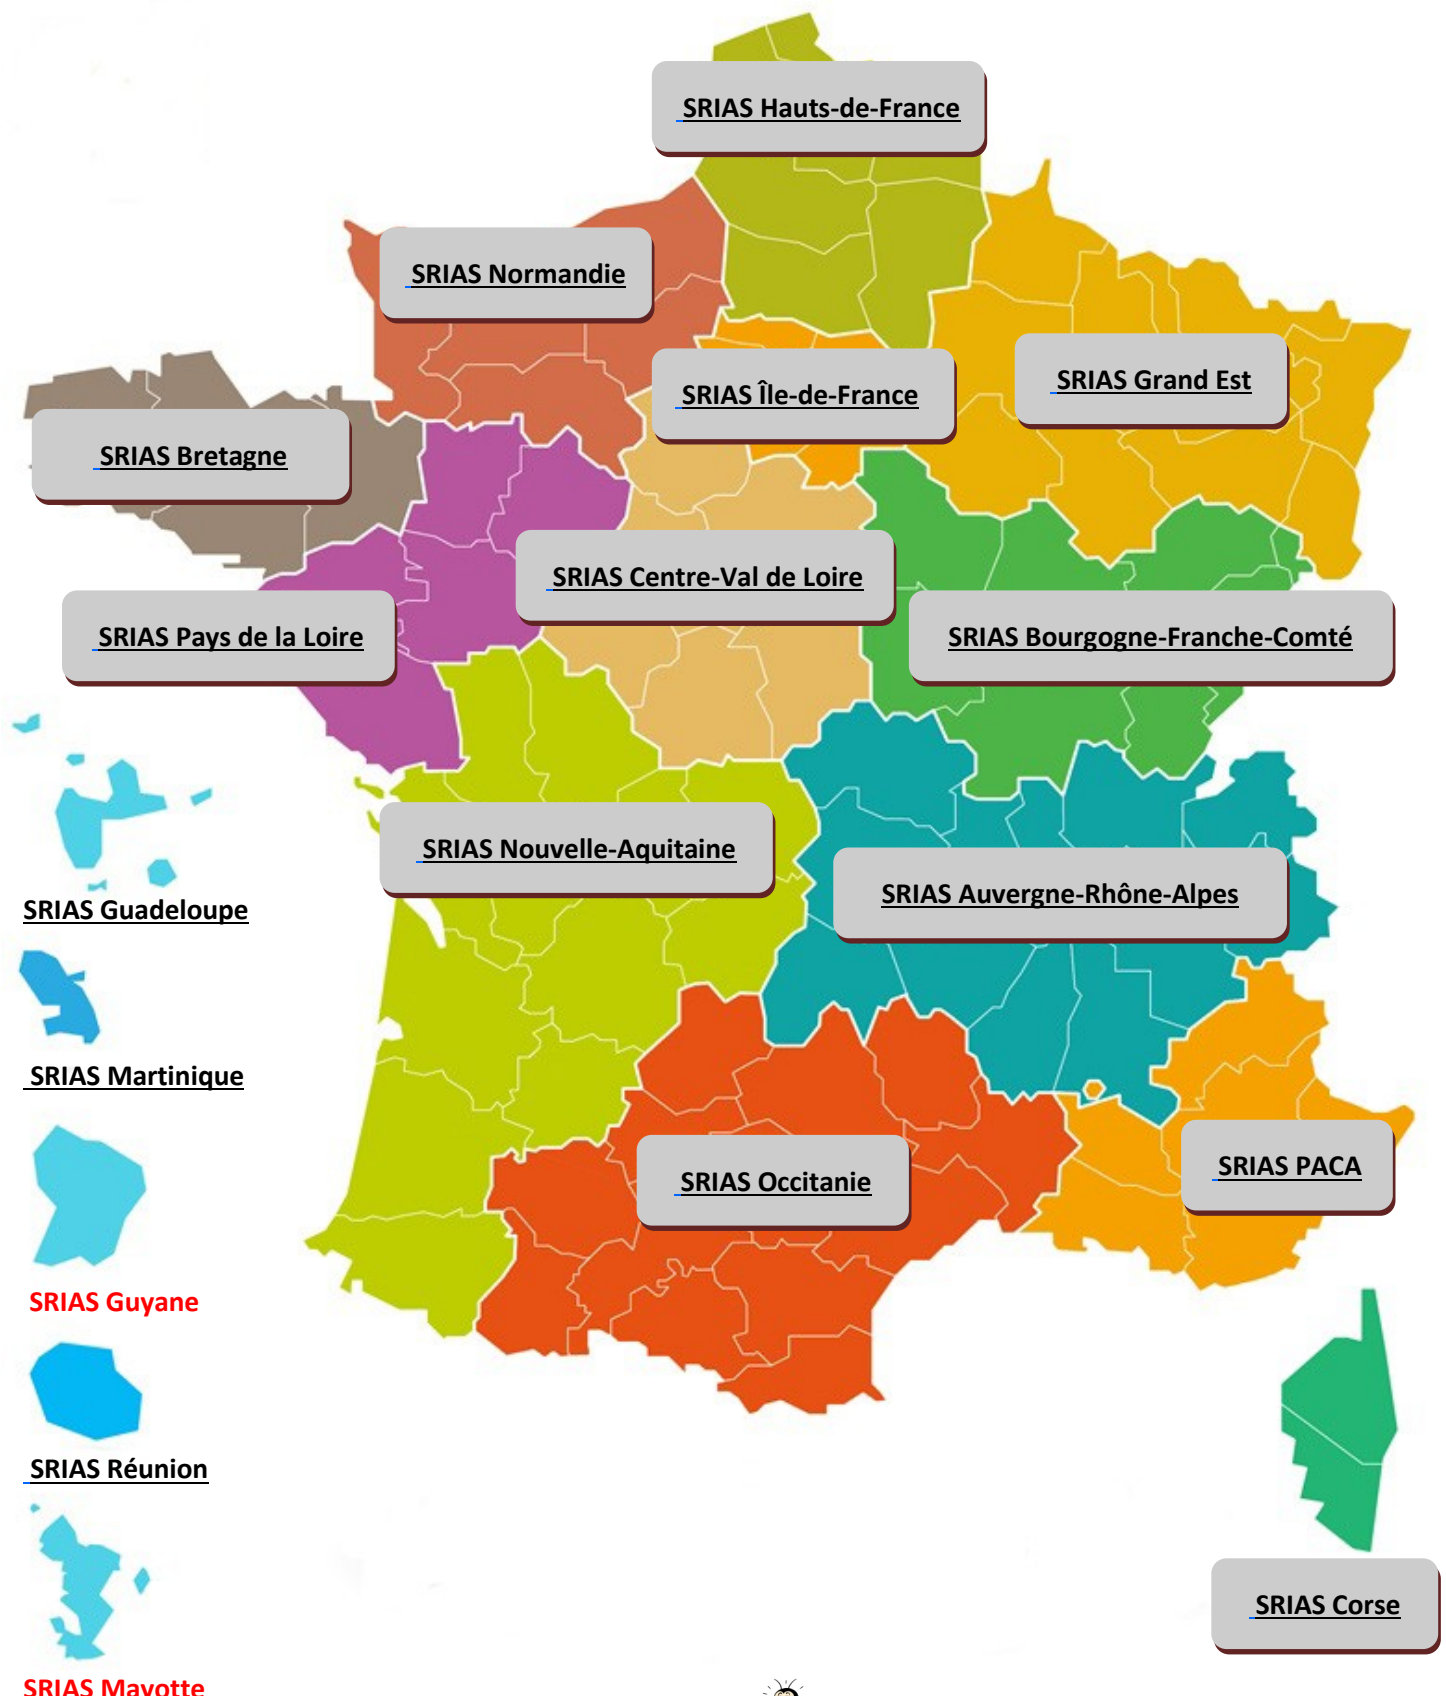 SRIAS Hauts-de-France
SRIAS Normandie
SRIAS Île-de-France
SRIAS Grand Est
SRIAS Bretagne
SRIAS Centre-Val de Loire
SRIAS Pays de la Loire
SRIAS Bourgogne-Franche-Comté
SRIAS Nouvelle-Aquitaine
SRIAS Auvergne-Rhône-Alpes
SRIAS Guadeloupe
SRIAS Martinique
SRIAS Occitanie
SRIAS PACA
SRIAS Guyane
SRIAS Réunion
SRIAS Corse
SRIAS Mayotte